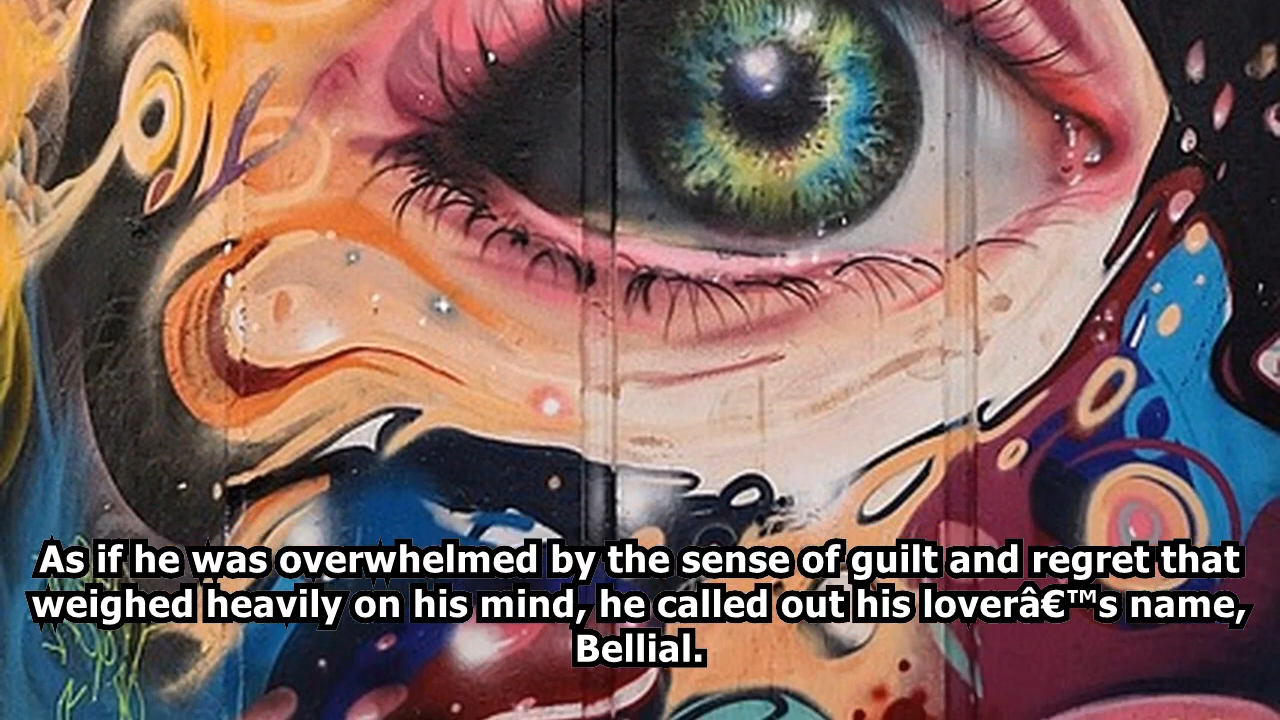 As if he was overwhelmed by the sense of guilt and regret that
weighed heavily on his mind, he called out his loverâ€™s name,
Bellial.